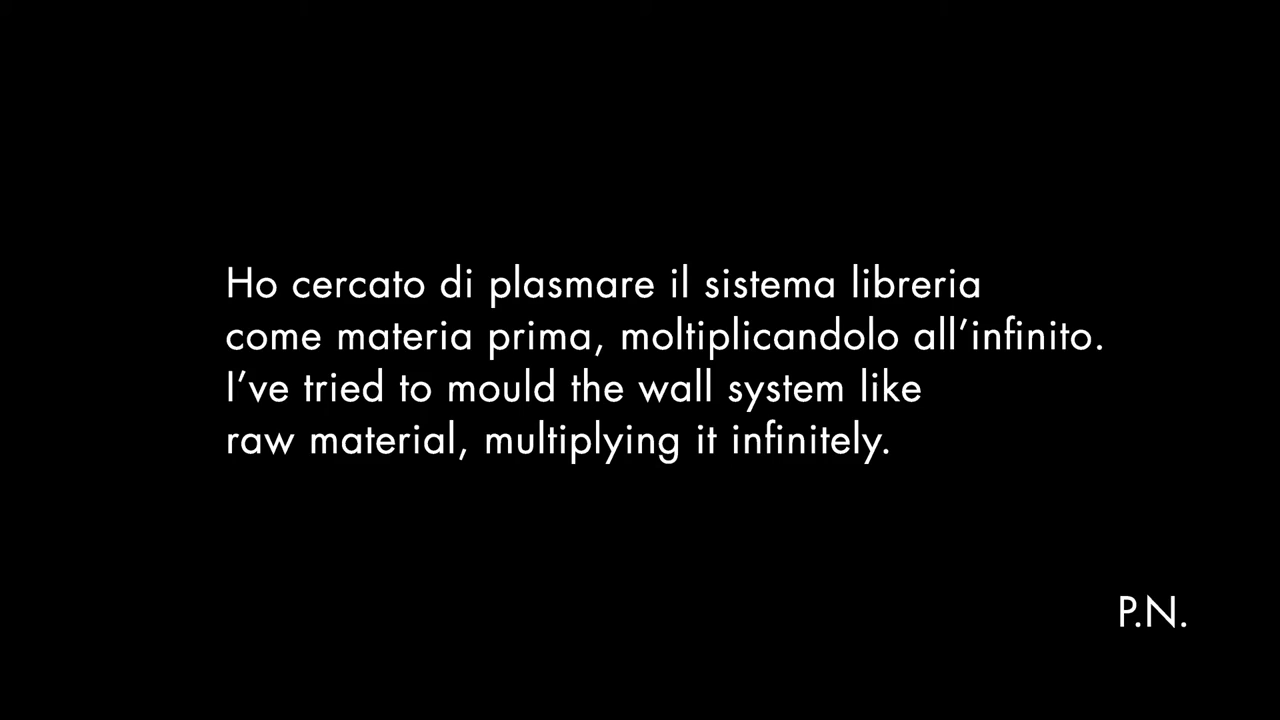 Ho cercato di plasmare il sistema libreria
come materia prima, moltiplicandolo all’infinito.
I’ve tried to mould the wall system like
raw material, multiplying it infinitely.
P.N.